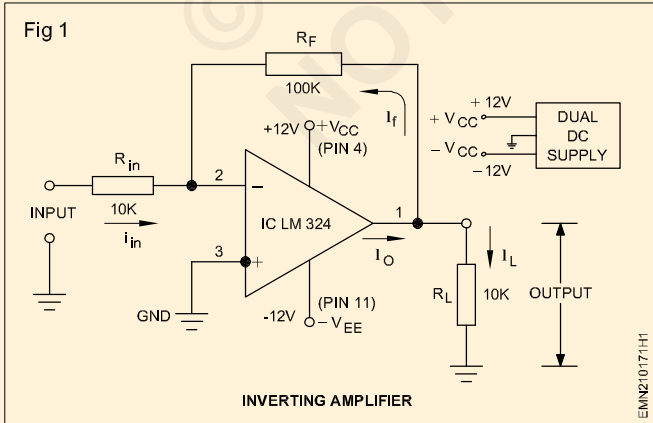 Fig 1
R_F
100K
I_f
+12V
+V_CC
(PIN 4)
+ 12V
+ V_CC
- V_CC
- 12V
DUAL
DC
SUPPLY
R_in
10K
i_in
INPUT
2
-
3
+
IC LM 324
1
I_O
I_L
R_L
10K
OUTPUT
GND
-12V
(PIN 11)
- V_EE
INVERTING AMPLIFIER
EMN210171H1